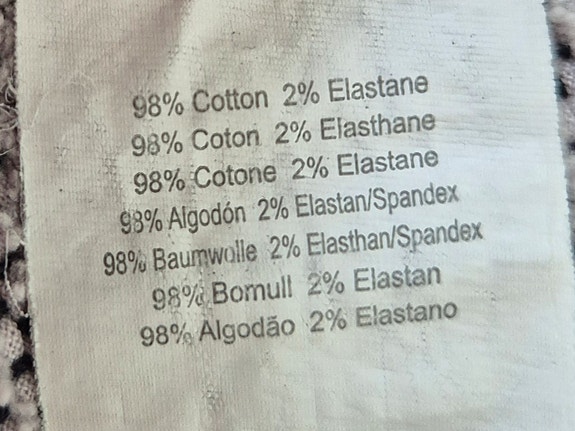 98% Cotton 2% Elastane
98% Coton 2% Elasthane
98% Cotone 2% Elastane
98% Algodón 2% Elastan/Spandex
98% Baumwolle 2% Elasthan/Spandex
98% Bomull 2% Elastan
98% Algodão 2% Elastano